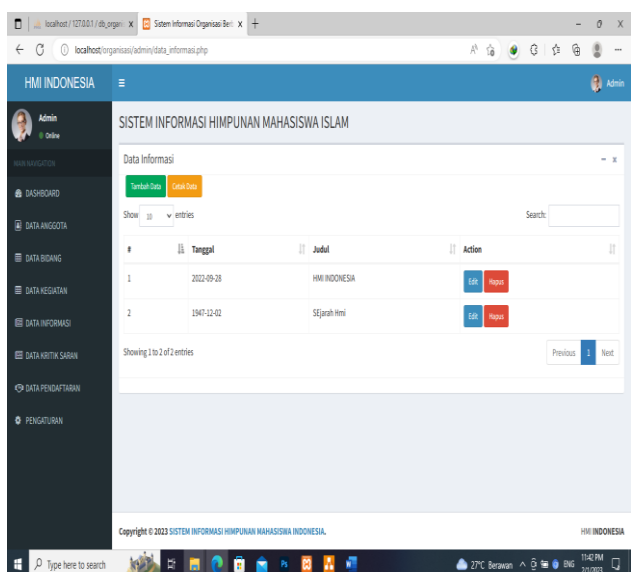 localhost / 127.0.0.1 / db_organi
Sistem Informasi Organisasi Berb
localhost/organisasi/admin/data_informasi.php
HMI INDONESIA
Admin
Admin
Online
SISTEM INFORMASI HIMPUNAN MAHASISWA ISLAM
MAIN NAVIGATION
DASHBOARD
DATA ANGGOTA
DATA BIDANG
DATA KEGIATAN
DATA INFORMASI
DATA KRITIK SARAN
DATA PENDAFTARAN
PENGATURAN
Data Informasi
Tambah Data Cetak Data
Show 10 entries Search:
# Tanggal Judul Action
1 2022-09-28 HMI INDONESIA Edit Hapus
2 1947-12-02 SEjarah Hmi Edit Hapus
Showing 1 to 2 of 2 entries Previous 1 Next
Copyright © 2023 SISTEM INFORMASI HIMPUNAN MAHASISWA INDONESIA. HMI INDONESIA
Type here to search 27°C Berawan ENG 11:42 PM
2/1/2023